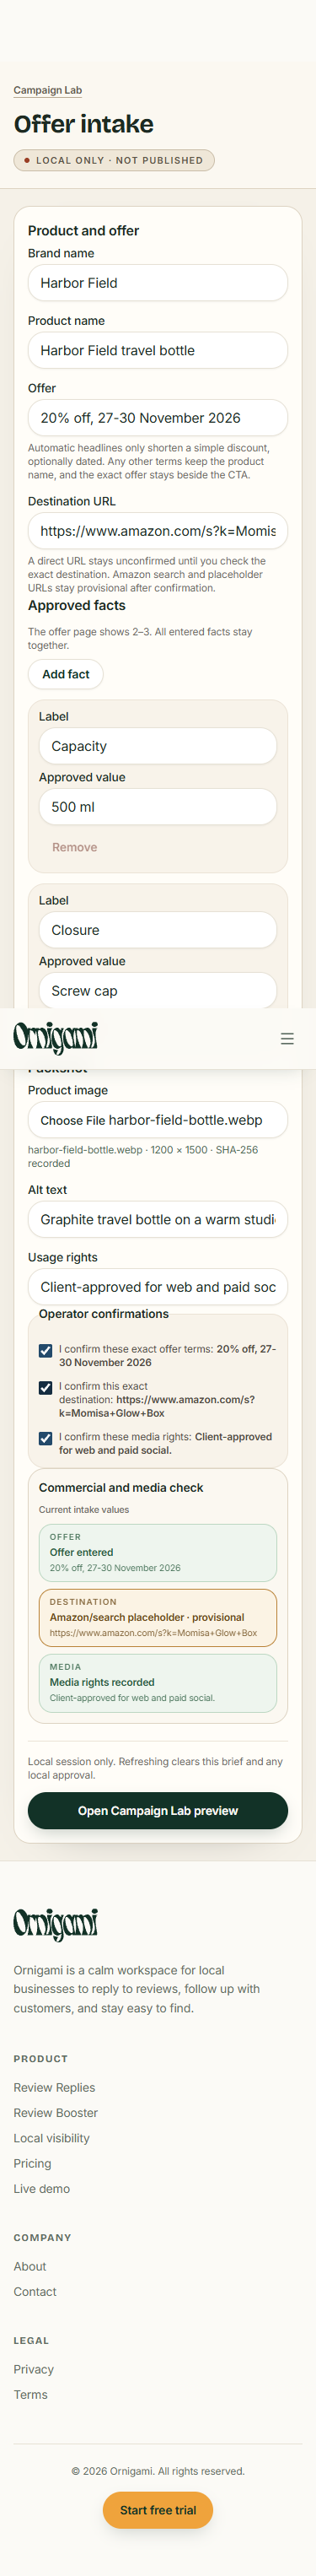 Campaign Lab
Offer intake
LOCAL ONLY · NOT PUBLISHED
Product and offer
Brand name
Harbor Field
Product name
Harbor Field travel bottle
Offer
20% off, 27-30 November 2026
Automatic headlines only shorten a simple discount,
optionally dated. Any other terms keep the product
name, and the exact offer stays beside the CTA.
Destination URL
https://www.amazon.com/s?k=Momis
A direct URL stays unconfirmed until you check the
exact destination. Amazon search and placeholder
URLs stay provisional after confirmation.
Approved facts
The offer page shows 2–3. All entered facts stay
together.
Add fact
Label
Capacity
Approved value
500 ml
Remove
Label
Closure
Approved value
Screw cap
Ornigami
Product image
Choose File harbor-field-bottle.webp
harbor-field-bottle.webp · 1200 × 1500 · SHA-256
recorded
Alt text
Graphite travel bottle on a warm studi
Usage rights
Client-approved for web and paid soc
Operator confirmations
I confirm these exact offer terms: 20% off, 27-
30 November 2026
I confirm this exact
destination: https://www.amazon.com/s?
k=Momisa+Glow+Box
I confirm these media rights: Client-approved
for web and paid social.
Commercial and media check
Current intake values
OFFER
Offer entered
20% off, 27-30 November 2026
DESTINATION
Amazon/search placeholder · provisional
https://www.amazon.com/s?k=Momisa+Glow+Box
MEDIA
Media rights recorded
Client-approved for web and paid social.
Local session only. Refreshing clears this brief and any
local approval.
Open Campaign Lab preview
Ornigami
Ornigami is a calm workspace for local
businesses to reply to reviews, follow up with
customers, and stay easy to find.
PRODUCT
Review Replies
Review Booster
Local visibility
Pricing
Live demo
COMPANY
About
Contact
LEGAL
Privacy
Terms
© 2026 Ornigami. All rights reserved.
Start free trial